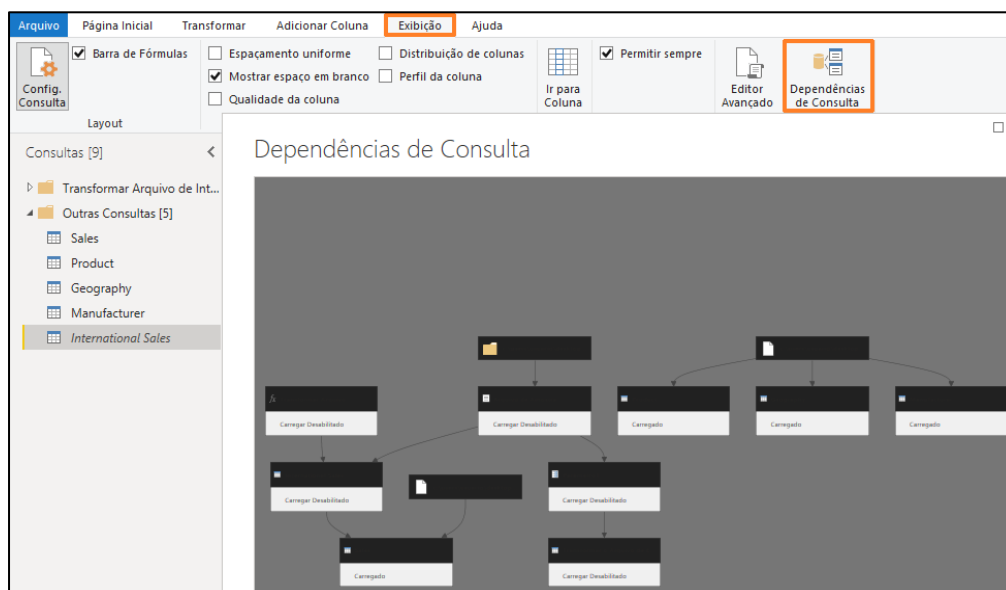 Arquivo Página Inicial Transformar Adicionar Coluna Exibição Ajuda
Config.
Consulta
Barra de Fórmulas
Layout
Espaçamento uniforme
Mostrar espaço em branco
Qualidade da coluna
Distribuição de colunas
Perfil da coluna
Ir para
Coluna
Permitir sempre
Editor
Avançado
Dependências
de Consulta
Consultas [9]
Transformar Arquivo de Int...
Outras Consultas [5]
Sales
Product
Geography
Manufacturer
International Sales
Dependências de Consulta
fx
Carregar Desabilitado
Carregar Desabilitado
Carregado
Carregado
Carregado
Carregar Desabilitado
Carregar Desabilitado
Carregado
Carregar Desabilitado